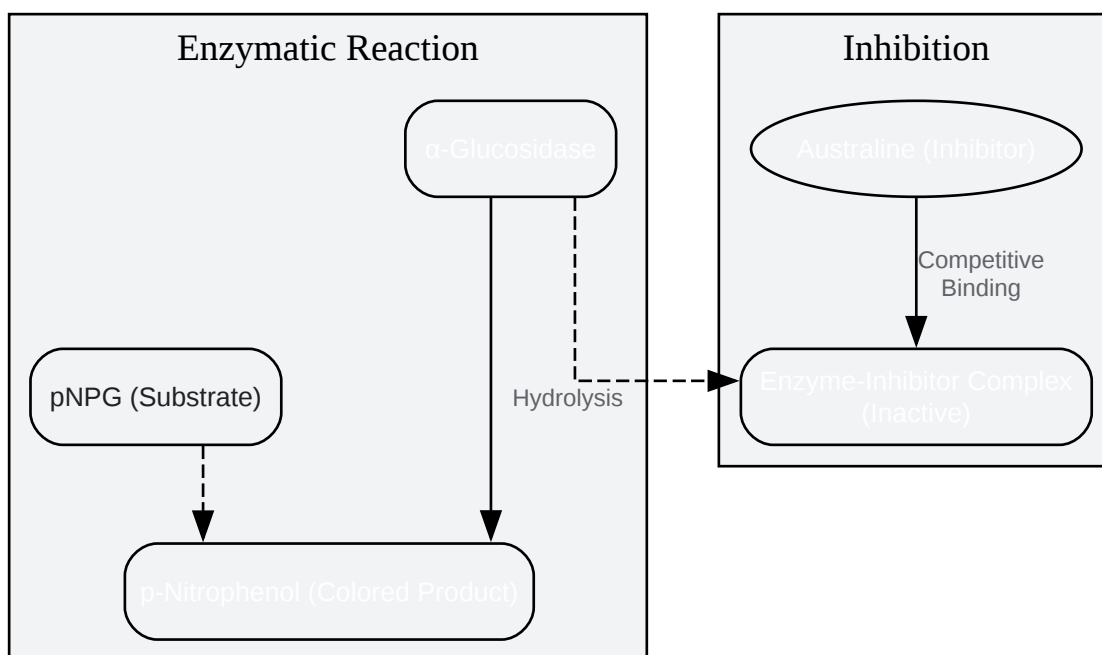 Enzymatic Reaction
Inhibition
α-Glucosidase
Australine (Inhibitor)
Competitive
Binding
pNPG (Substrate)
Hydrolysis
Enzyme-Inhibitor Complex
(Inactive)
p-Nitrophenol (Colored Product)